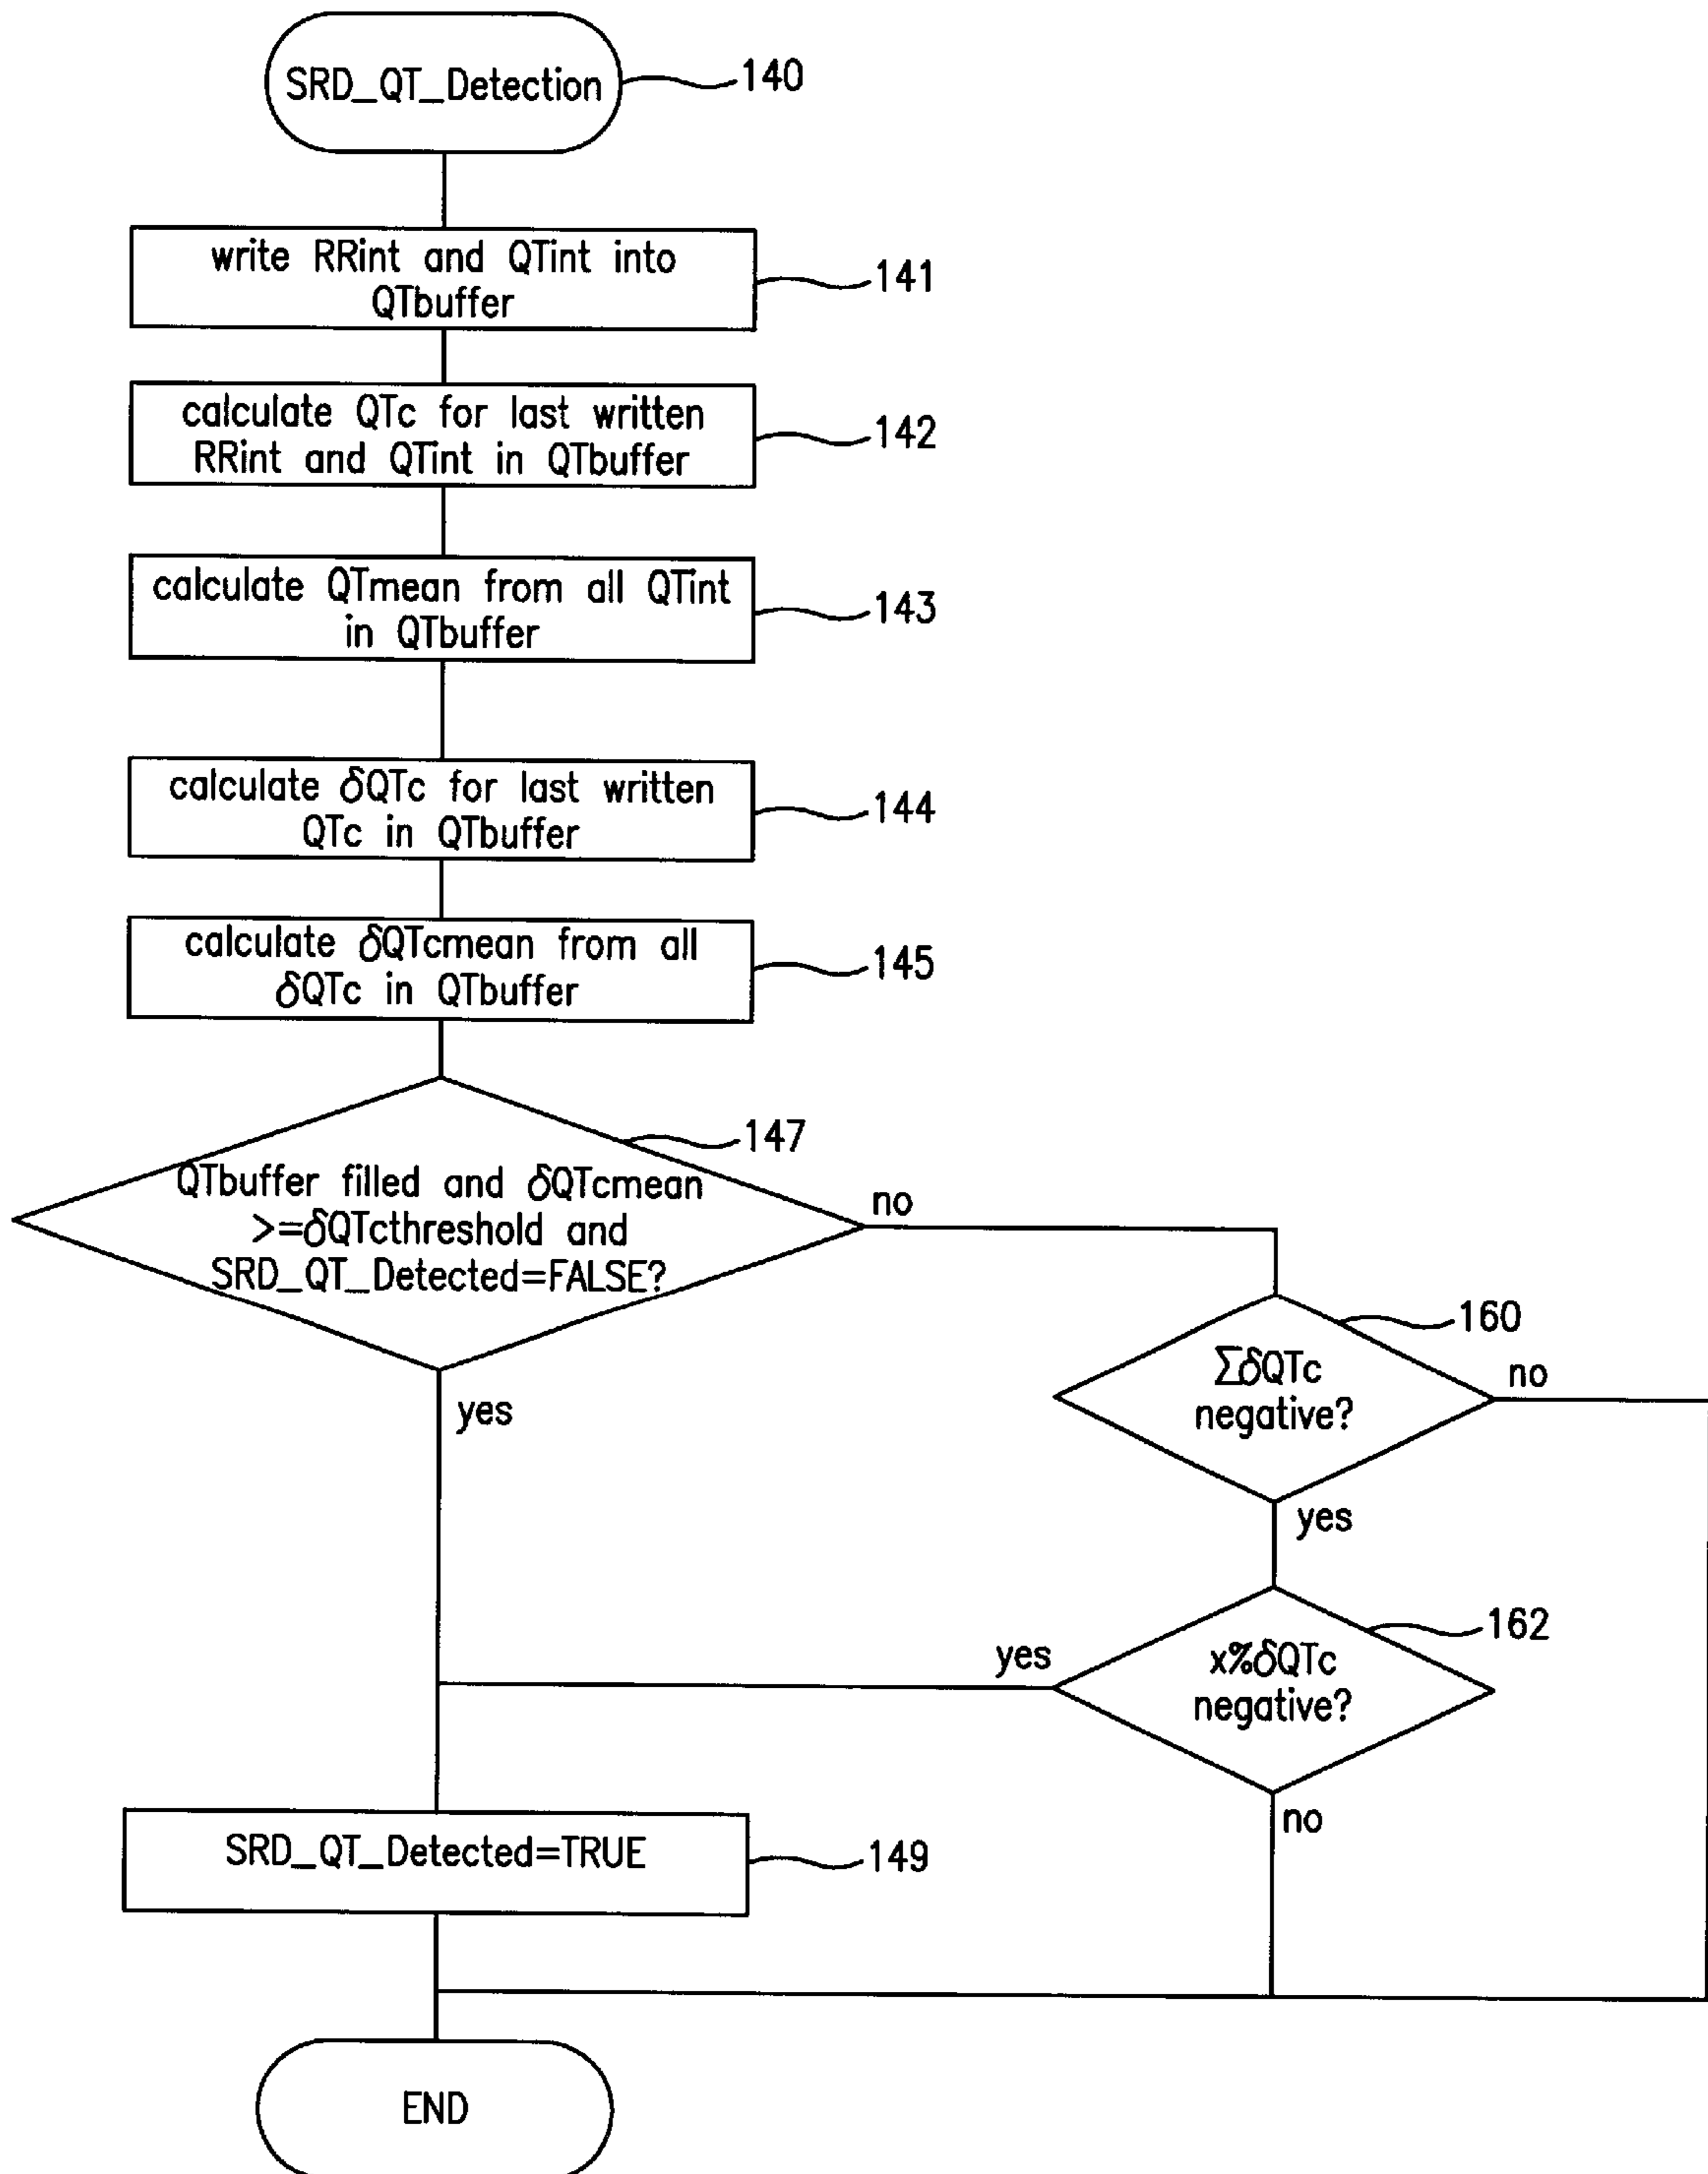 SRD_QT_Detection
140
write RRint and QTint into
QTbuffer
141
calculate QTc for last written
RRint and QTint in QTbuffer
142
calculate QTmean from all QTint
in QTbuffer
143
calculate δQTc for last written
QTc in QTbuffer
144
calculate δQTcmean from all
δQTc in QTbuffer
145
147
QTbuffer filled and δQTcmean
>=δQTcthreshold and
SRD_QT_Detected=FALSE?
no
yes
160
ΣδQTc
negative?
no
yes
162
x%δQTc
negative?
yes
no
SRD_QT_Detected=TRUE
149
END